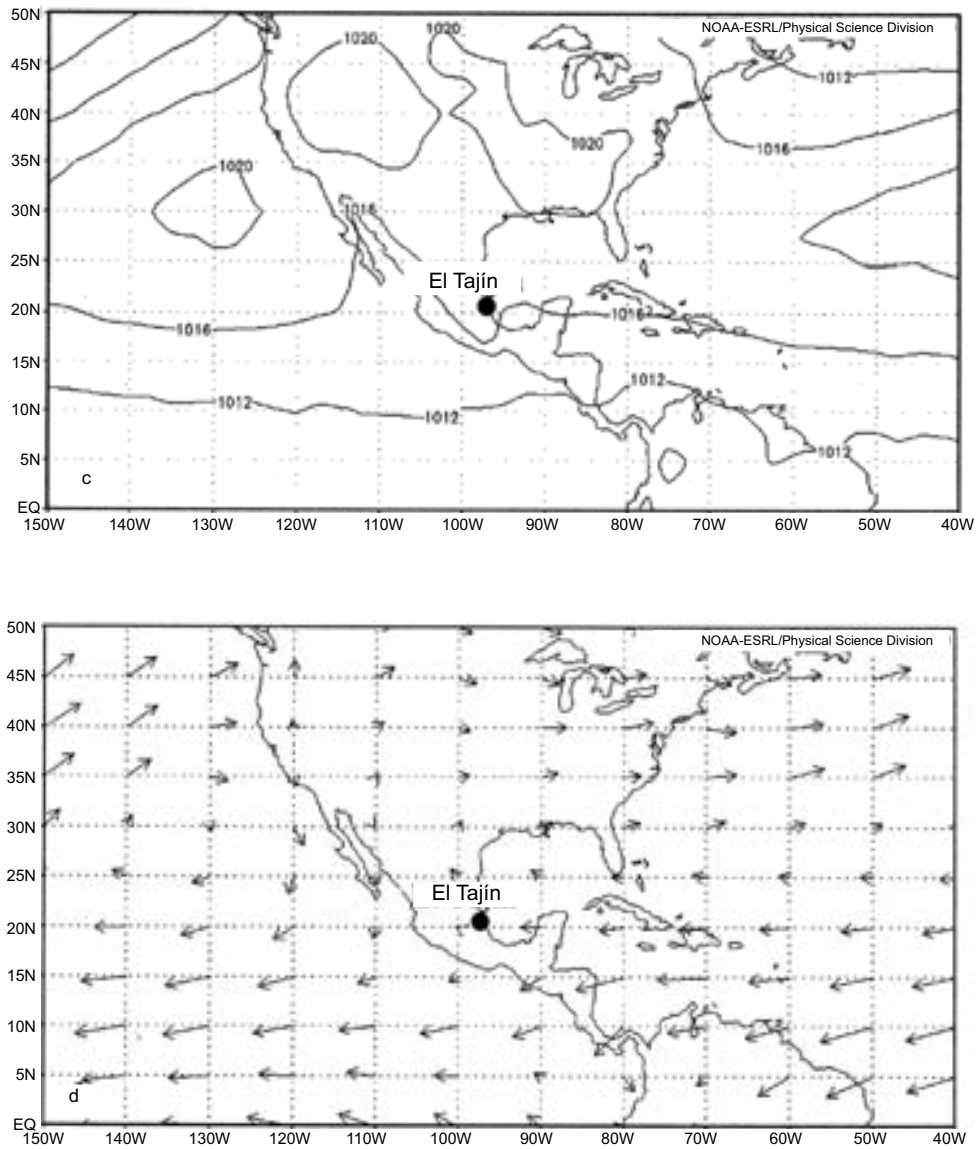 50N
NOAA-ESRL/Physical Science Division
1020
1020
45N
1012
40N
1020
1016
35N
1020
30N
1016
25N
El Tajín
20N
1016
1016
15N
1012
1012
10N
1012
1012
5N
c
EQ
150W 140W 130W 120W 110W 100W 90W 80W 70W 60W 50W 40W
50N
NOAA-ESRL/Physical Science Division
45N
40N
35N
30N
25N
El Tajín
20N
15N
10N
5N
d
EQ
150W 140W 130W 120W 110W 100W 90W 80W 70W 60W 50W 40W